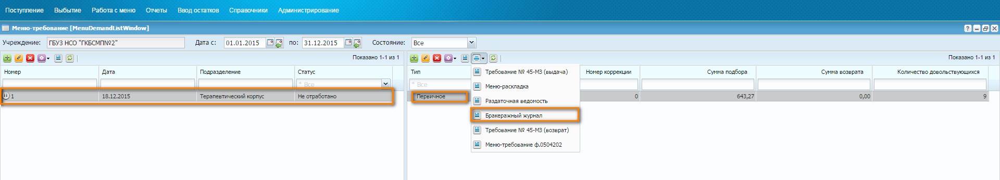 Поступление Выбытие Работа с меню Отчеты Ввод остатков Справочники Администрирование
Меню-требование [MenuDemandListWindow]
Учреждение: ГБУЗ НСО "ГКБСМП№2" Дата с: 01.01.2015 по: 31.12.2015 Состояние: Все
Показано 1-1 из 1
Номер Дата Подразделение Статус
* Все
1 18.12.2015 Терапевтический корпус Не отработано
Показано 1-1 из 1
Тип Номер коррекции Сумма подбора Сумма возврата Количество довольствующихся
* Все
Первичное 0 643,27 0,00 9
Требование № 45-МЗ (выдача)
Меню-раскладка
Раздаточная ведомость
Бракеражный журнал
Требование № 45-МЗ (возврат)
Меню-требование ф.0504202